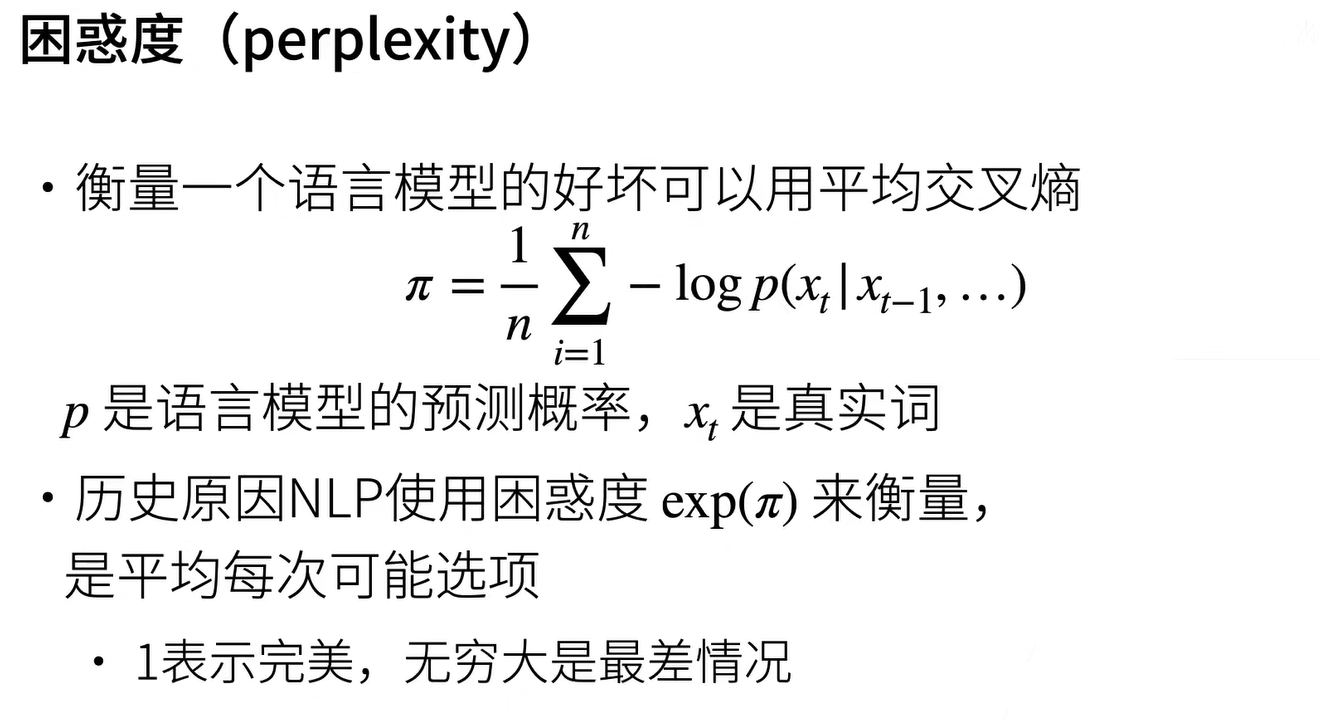 困惑度（perplexity）
• 衡量一个语言模型的好坏可以用平均交叉熵
π = \frac{1}{n} \sum_{i=1}^{n} − log p(x_t | x_{t−1}, …)
p 是语言模型的预测概率，x_t 是真实词
• 历史原因NLP使用困惑度 exp(π) 来衡量，
是平均每次可能选项
• 1表示完美，无穷大是最差情况